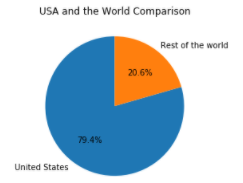 USA and the World Comparison
Rest of the world
20.6%
79.4%
United States